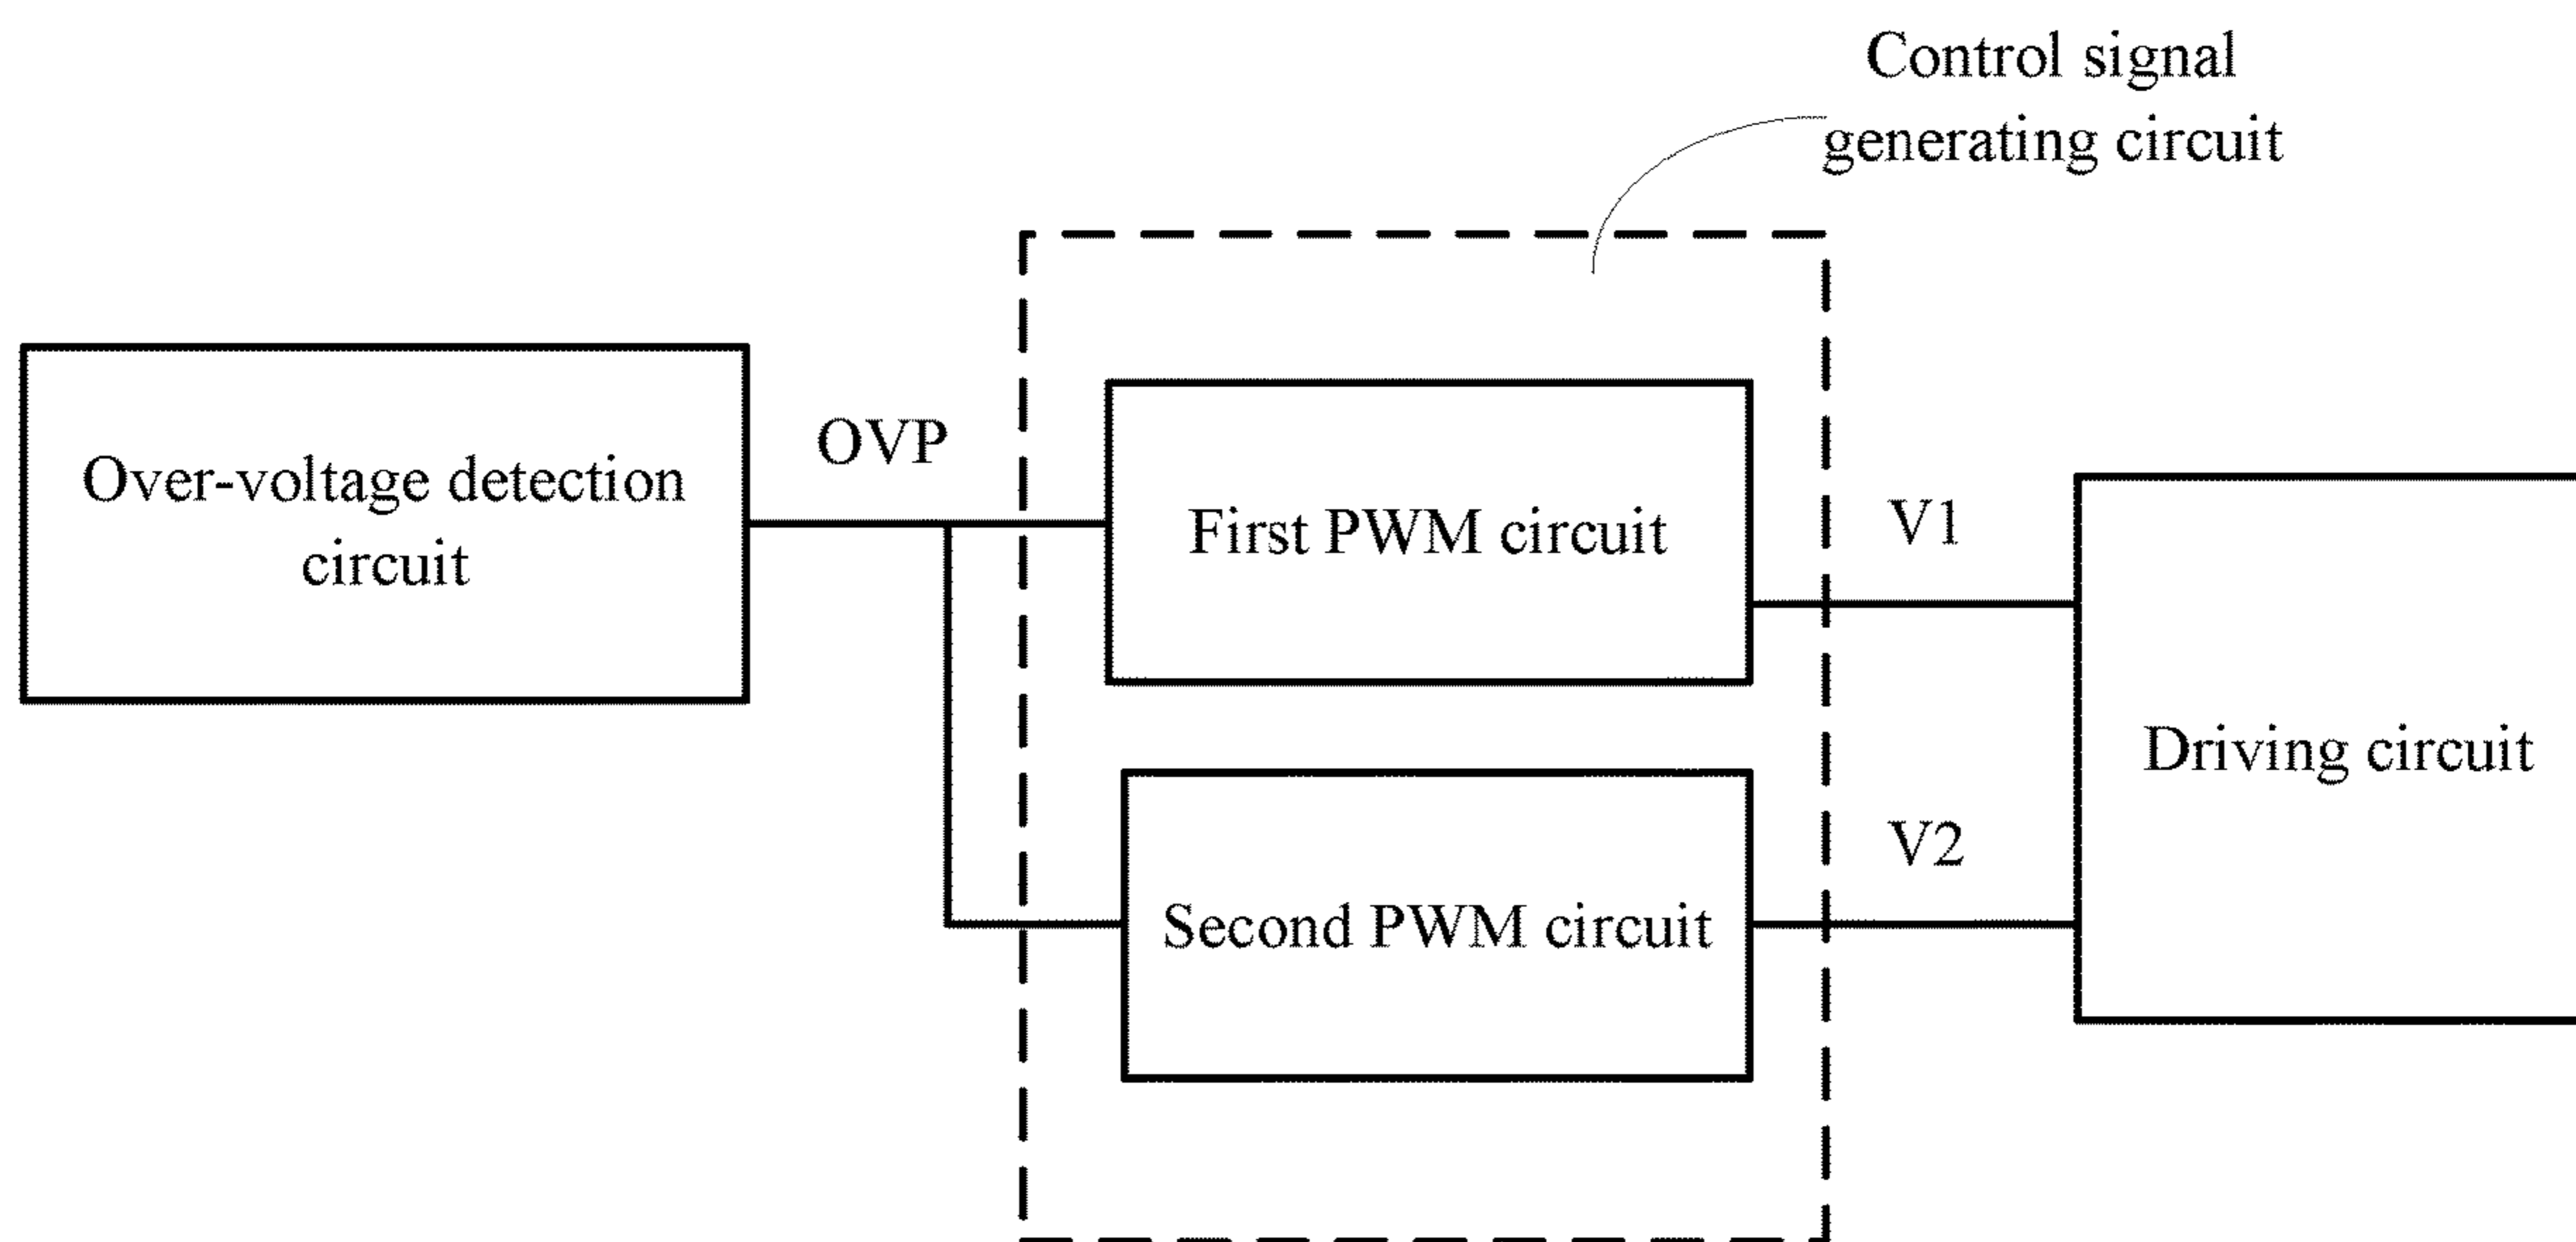 Control signal
generating circuit
Over-voltage detection
circuit
OVP
First PWM circuit
V1
Second PWM circuit
V2
Driving circuit